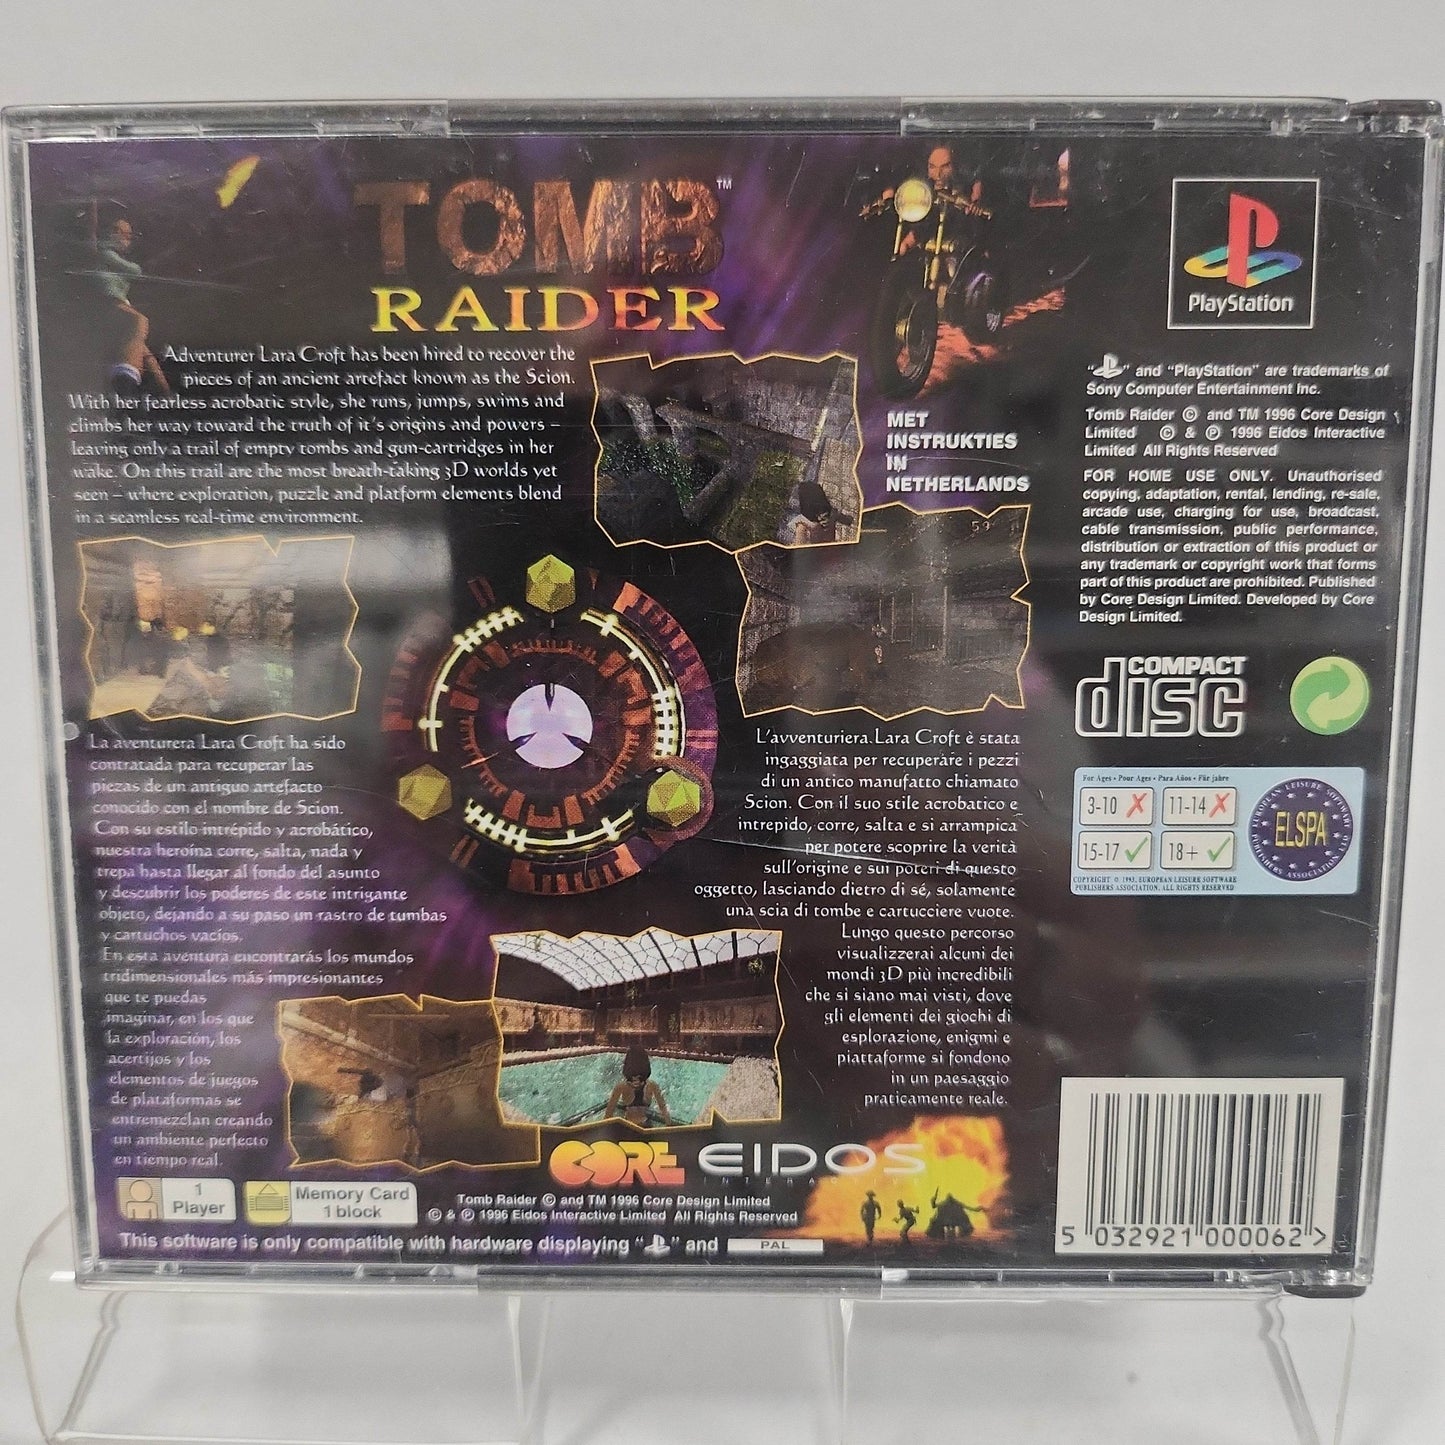 TOMB™
RAIDER
Adventurer Lara Croft has been hired to recover the
pieces of an ancient artefact known as the Scion.
With her fearless acrobatic style, she runs, jumps, swims and
climbs her way toward the truth of it's origins and powers –
leaving only a trail of empty tombs and gun-cartridges in her
wake. On this trail are the most breath-taking 3D worlds yet
seen – where exploration, puzzle and platform elements blend
in a seamless real-time environment.
MET
INSTRUKTIES
IN
NETHERLANDS
59
La aventurera Lara Croft ha sido
contratada para recuperar las
piezas de un antiguo artefacto
conocido con el nombre de Scion.
Con su estilo intrépido y acrobático,
nuestra heroína corre, salta, nada y
trepa hasta llegar al fondo del asunto
y descubrir los poderes de este intrigante
objeto, dejando a su paso un rastro de tumbas
y cartuchos vacíos.
En esta aventura encontrarás los mundos
tridimensionales más impresionantes
que te puedas
imaginar, en los que
la exploración, los
acertijos y los
elementos de juegos
de plataformas se
entremezclan creando
un ambiente perfecto
en tiempo real.
L'avventuriera Lara Croft è stata
ingaggiata per recuperare i pezzi
di un antico manufatto chiamato
Scion. Con il suo stile acrobatico e
intrepido, corre, salta e si arrampica
per potere scoprire la verità
sull'origine e sui poteri di questo
oggetto, lasciando dietro di sé, solamente
una scia di tombe e cartucciere vuote.
Lungo questo percorso
visualizzerai alcuni dei
mondi 3D più incredibili
che si siano mai visti, dove
gli elementi dei giochi di
esplorazione, enigmi e
piattaforme si fondono
in un paesaggio
praticamente reale.
CORE EIDOS
INTERACTIVE
1
Player
Memory Card
1 block
Tomb Raider © and TM 1996 Core Design Limited
© & ℗ 1996 Eidos Interactive Limited All Rights Reserved
This software is only compatible with hardware displaying " " and PAL
PlayStation
" " and "PlayStation" are trademarks of
Sony Computer Entertainment Inc.
Tomb Raider © and TM 1996 Core Design
Limited © & ℗ 1996 Eidos Interactive
Limited All Rights Reserved
FOR HOME USE ONLY. Unauthorised
copying, adaptation, rental, lending, re-sale,
arcade use, charging for use, broadcast,
cable transmission, public performance,
distribution or extraction of this product or
any trademark or copyright work that forms
part of this product are prohibited. Published
by Core Design Limited. Developed by Core
Design Limited.
COMPACT
disc
For Ages • Pour Ages • Para Años • Für jahre
3-10 11-14
15-17 18+
EUROPEAN LEISURE SOFTWARE PUBLISHERS ASSOCIATION LTD
ELSPA
COPYRIGHT © 1993, EUROPEAN LEISURE SOFTWARE
PUBLISHERS ASSOCIATION. ALL RIGHTS RESERVED
5 032921 000062 >